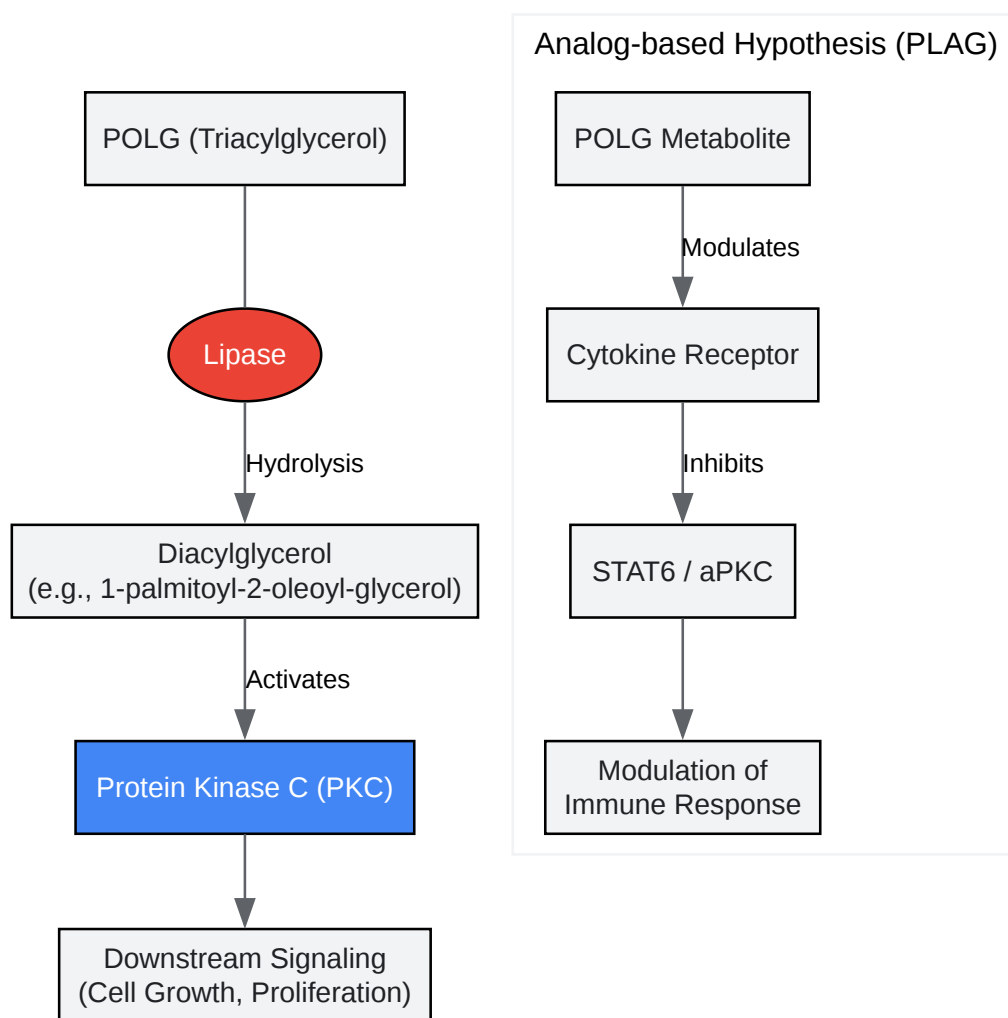 Analog-based Hypothesis (PLAG)
POLG (Triacylglycerol)
Lipase
Hydrolysis
Diacylglycerol
(e.g., 1-palmitoyl-2-oleoyl-glycerol)
Activates
Protein Kinase C (PKC)
Downstream Signaling
(Cell Growth, Proliferation)
POLG Metabolite
Modulates
Cytokine Receptor
Inhibits
STAT6 / aPKC
Modulation of
Immune Response